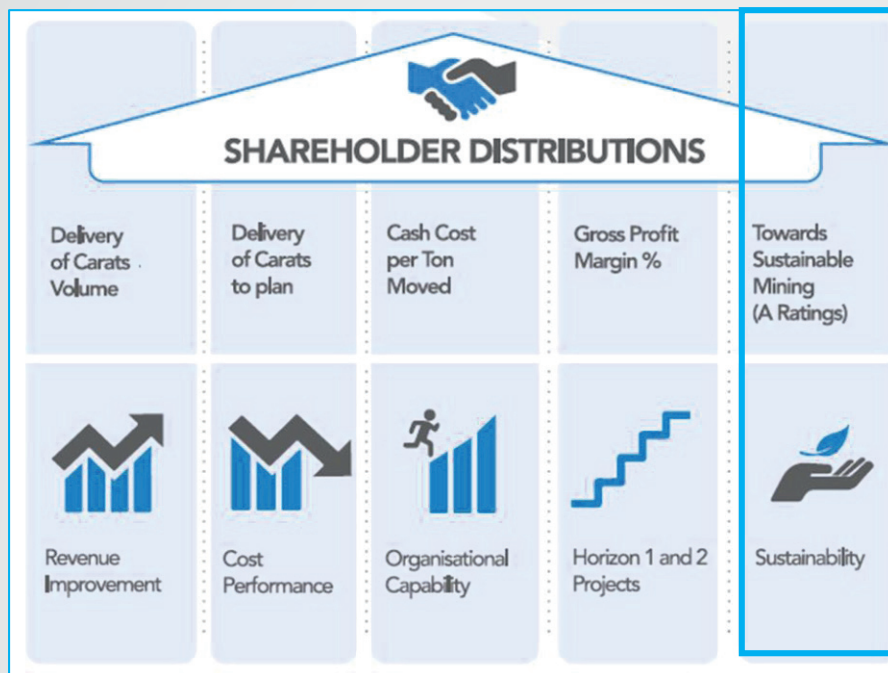 SHAREHOLDER DISTRIBUTIONS
Delivery
of Carats
Volume
Delivery
of Carats
to plan
Cash Cost
per Ton
Moved
Gross Profit
Margin %
Towards
Sustainable
Mining
(A Ratings)
Revenue
Improvement
Cost
Performance
Organisational
Capability
Horizon 1 and 2
Projects
Sustainability